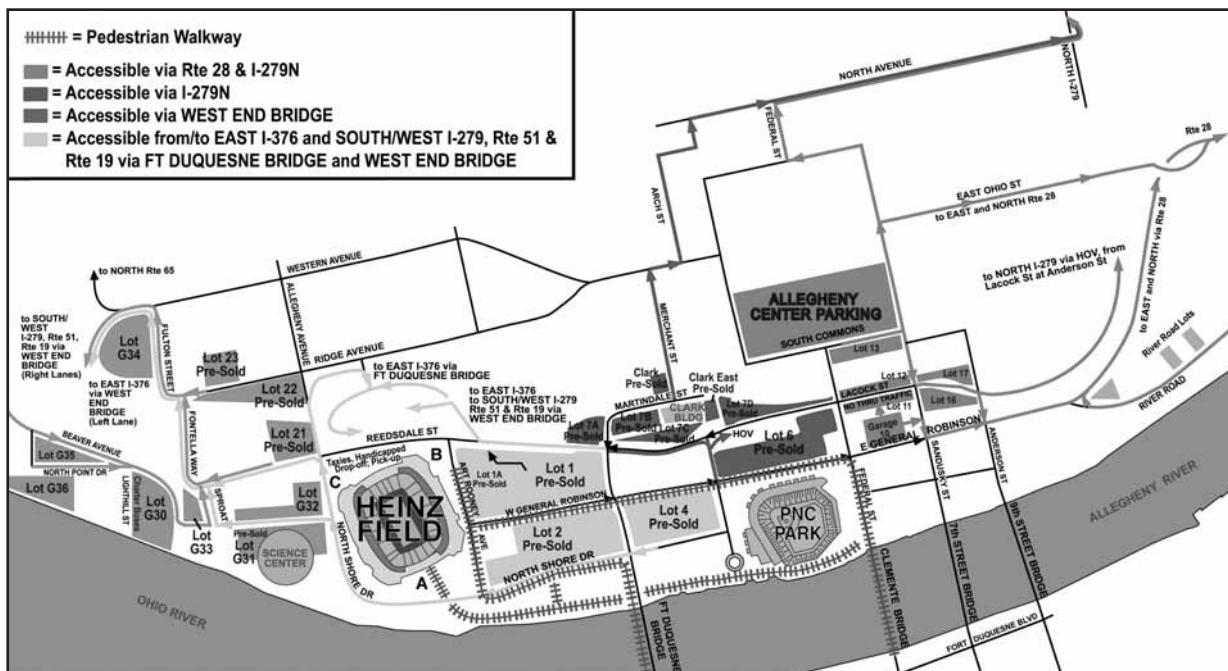 = Pedestrian Walkway
= Accessible via Rte 28 & I-279N
= Accessible via I-279N
= Accessible via WEST END BRIDGE
= Accessible from/to EAST I-376 and SOUTH/WEST I-279, Rte 51 &
Rte 19 via FT DUQUESNE BRIDGE and WEST END BRIDGE
NORTH AVENUE
NORTH I-279
FEDERAL ST
Rte 28
ARCH ST
EAST OHIO ST
to EAST and NORTH Rte 28
to NORTH I-279 via HOV, from
Lacock St at Anderson St
to EAST and NORTH via Rte 28
to NORTH Rte 65
WESTERN AVENUE
ALLEGHENY AVENUE
MERCHANT ST
ALLEGHENY
CENTER PARKING
SOUTH COMMONS
River Road Lots
RIVER ROAD
to SOUTH/
WEST
I-279, Rte 51,
Rte 19 via
WEST END
BRIDGE
(Right Lanes)
Lot
G34
FULTON STREET
Lot 23
Pre-Sold
RIDGE AVENUE
Lot 22
Pre-Sold
to EAST I-376 via
FT DUQUESNE BRIDGE
to EAST I-376
via WEST
END
BRIDGE
(Left Lane)
to EAST I-376
to SOUTH/WEST I-279
Rte 51 & Rte 19 via
WEST END BRIDGE
Clark
Pre-Sold
Clark East
Pre-Sold
MARTINDALE ST
CLARK
BLDG
Lot 7A
Pre-Sold
Lot 7B
Pre-Sold
Lot 7C
Pre-Sold
Lot 7D
Pre-Sold
Lot 13
Lot 12
Lot 17
LACOCK ST
NO THRU TRAFFIC
Lot 11
Lot 16
Garage
E GENERAL ROBINSON
HOV
Lot 6
Pre-Sold
FONTELLA WAY
Lot 21
Pre-Sold
REEDSDALE ST
Taxies, Handicapped
Drop-off, Pick-up
BEAVER AVENUE
Lot G35
NORTH POINT DR
Lot G36
LIGHTHILL ST
Charter Buses
Lot
G30
SPROAT
Lot
G33
Lot
G32
Pre-Sold
Lot
G31
SCIENCE
CENTER
NORTH SHORE DR
A
B
C
HEINZ
FIELD
ART ROONEY AVE
Lot 1A
Pre-Sold
Lot 1
Pre-Sold
W GENERAL ROBINSON
Lot 2
Pre-Sold
Lot 4
Pre-Sold
NORTH SHORE DR
PNC
PARK
FEDERAL ST
SANDUSKY ST
ANDERSON ST
FT DUQUESNE
BRIDGE
CLEMENTE BRIDGE
7th STREET BRIDGE
9th STREET BRIDGE
FORT DUQUESNE BLVD
OHIO RIVER
ALLEGHENY RIVER